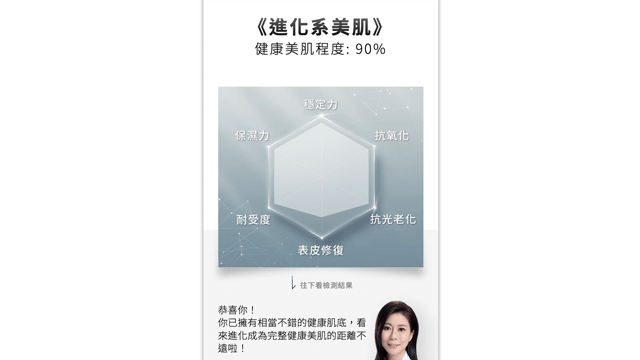 《進化系美肌》
健康美肌程度: 90%
穩定力
保濕力
抗氧化
耐受度
抗光老化
表皮修復
往下看檢測結果
恭喜你！
你已擁有相當不錯的健康肌底，看
來進化成為完整健康美肌的距離不
遠啦！